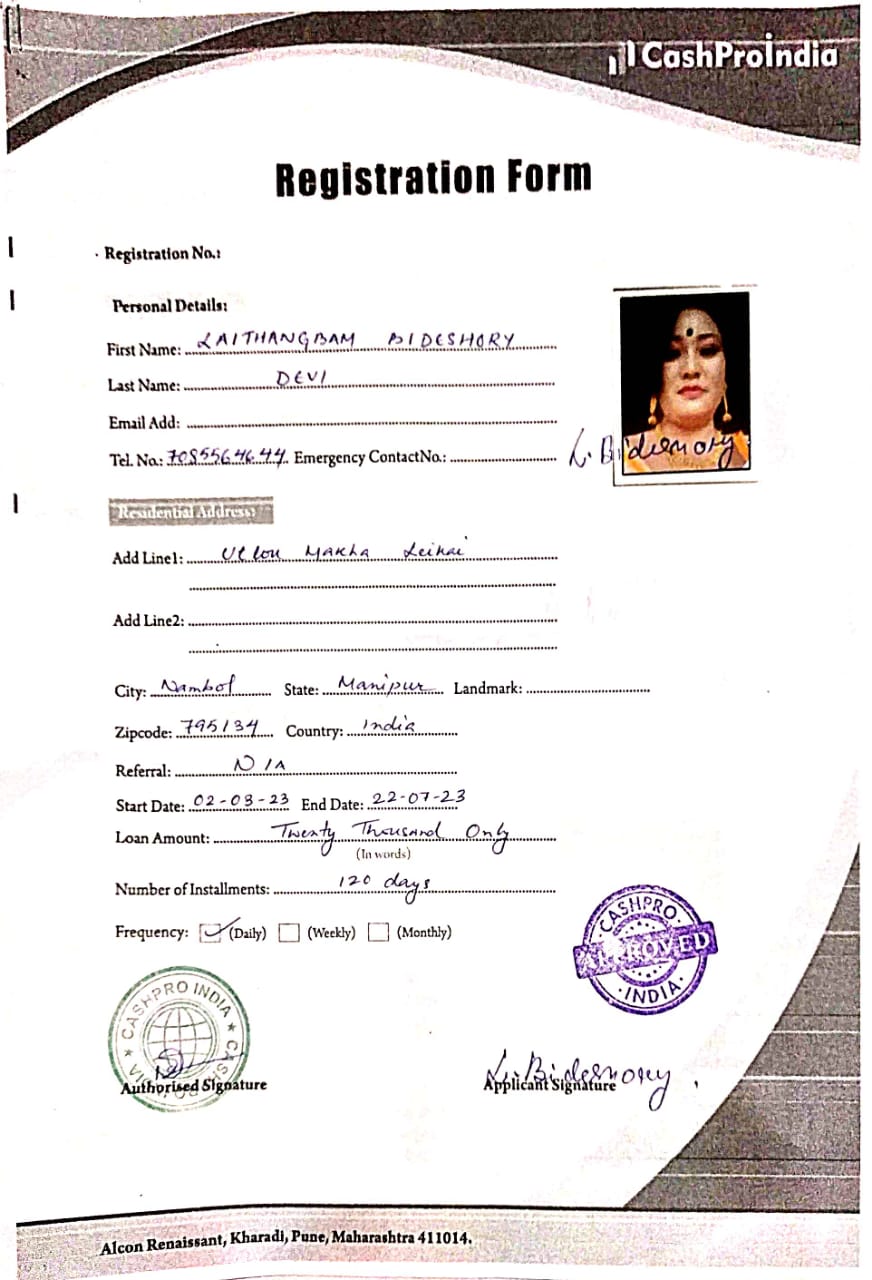 CashProIndia
Registration Form
Registration No.:
Personal Details:
First Name: LAITHANGBAM BIDESHORY
Last Name: DEVI
Email Add:
Tel. No.: 7085564644 Emergency ContactNo.:
L. Bideshory
Residential Address:
Add Line1: Makha Leikai
Add Line2:
City: Nambol State: Manipur Landmark:
Zipcode: 795134 Country: India
Referral: N/A
Start Date: 02-03-23 End Date: 22-07-23
Loan Amount: Twenty Thousand Only
(In words)
Number of Installments: 120 days
Frequency: (Daily) (Weekly) (Monthly)
CASHPRO
APPROVED
INDIA
CASHPRO INDIA
Authorised Signature
L. Bideshory
Applicant Signature
Alcon Renaissant, Kharadi, Pune, Maharashtra 411014.